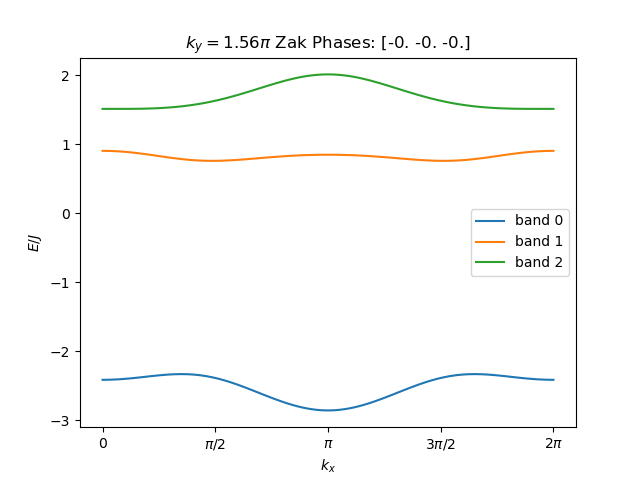 $k_y = 1.56\pi$ Zak Phases: [-0. -0. -0.]
2
1
0
−1
−2
−3
E/J
band 0
band 1
band 2
0
π/2
π
3π/2
2π
$k_x$